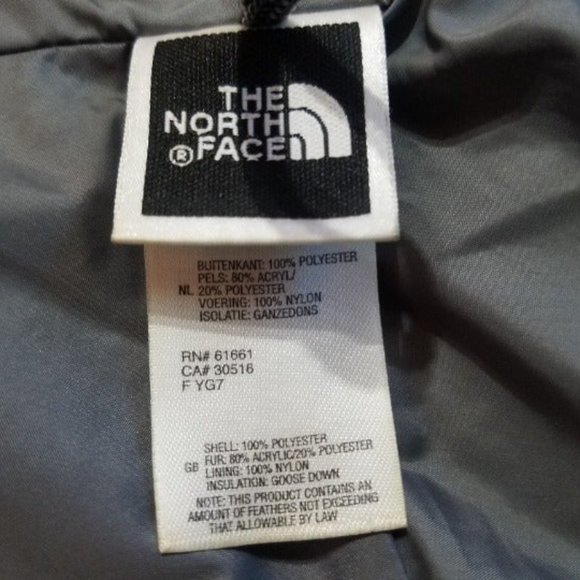 THE
NORTH
® FACE
BUITENKANT: 100% POLYESTER
PELS: 80% ACRYL/
NL 20% POLYESTER
VOERING: 100% NYLON
ISOLATIE: GANZEDONS
RN# 61661
CA# 30516
F YG7
SHELL: 100% POLYESTER
GB FUR: 80% ACRYLIC/20% POLYESTER
LINING: 100% NYLON
INSULATION: GOOSE DOWN
NOTE: THIS PRODUCT CONTAINS AN
AMOUNT OF FEATHERS NOT EXCEEDING
THAT ALLOWABLE BY LAW